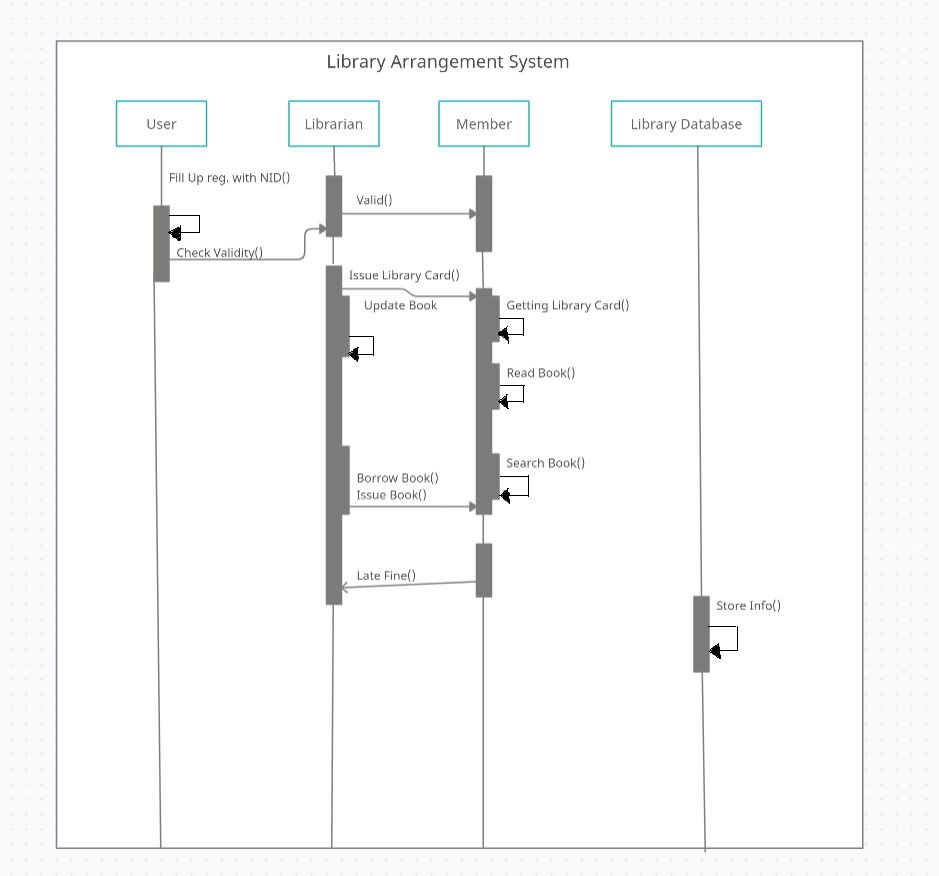 Library Arrangement System
User
Librarian
Member
Library Database
Fill Up reg. with NID()
Valid()
Check Validity()
Issue Library Card()
Update Book
Getting Library Card()
Read Book()
Search Book()
Borrow Book()
Issue Book()
Late Fine()
Store Info()